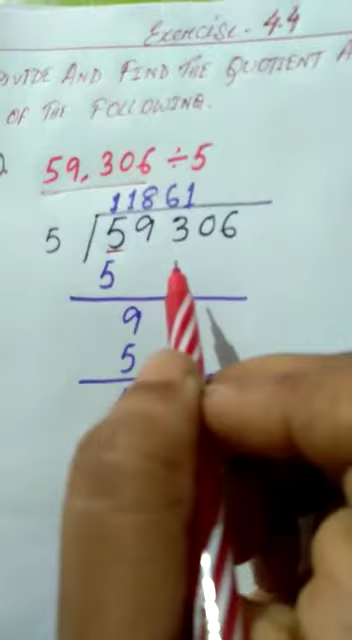 Exercise - 4.4
DIVIDE AND FIND THE QUOTIENT A
OF THE FOLLOWING.
59,306 ÷ 5
11861
5 59306
5
9
5